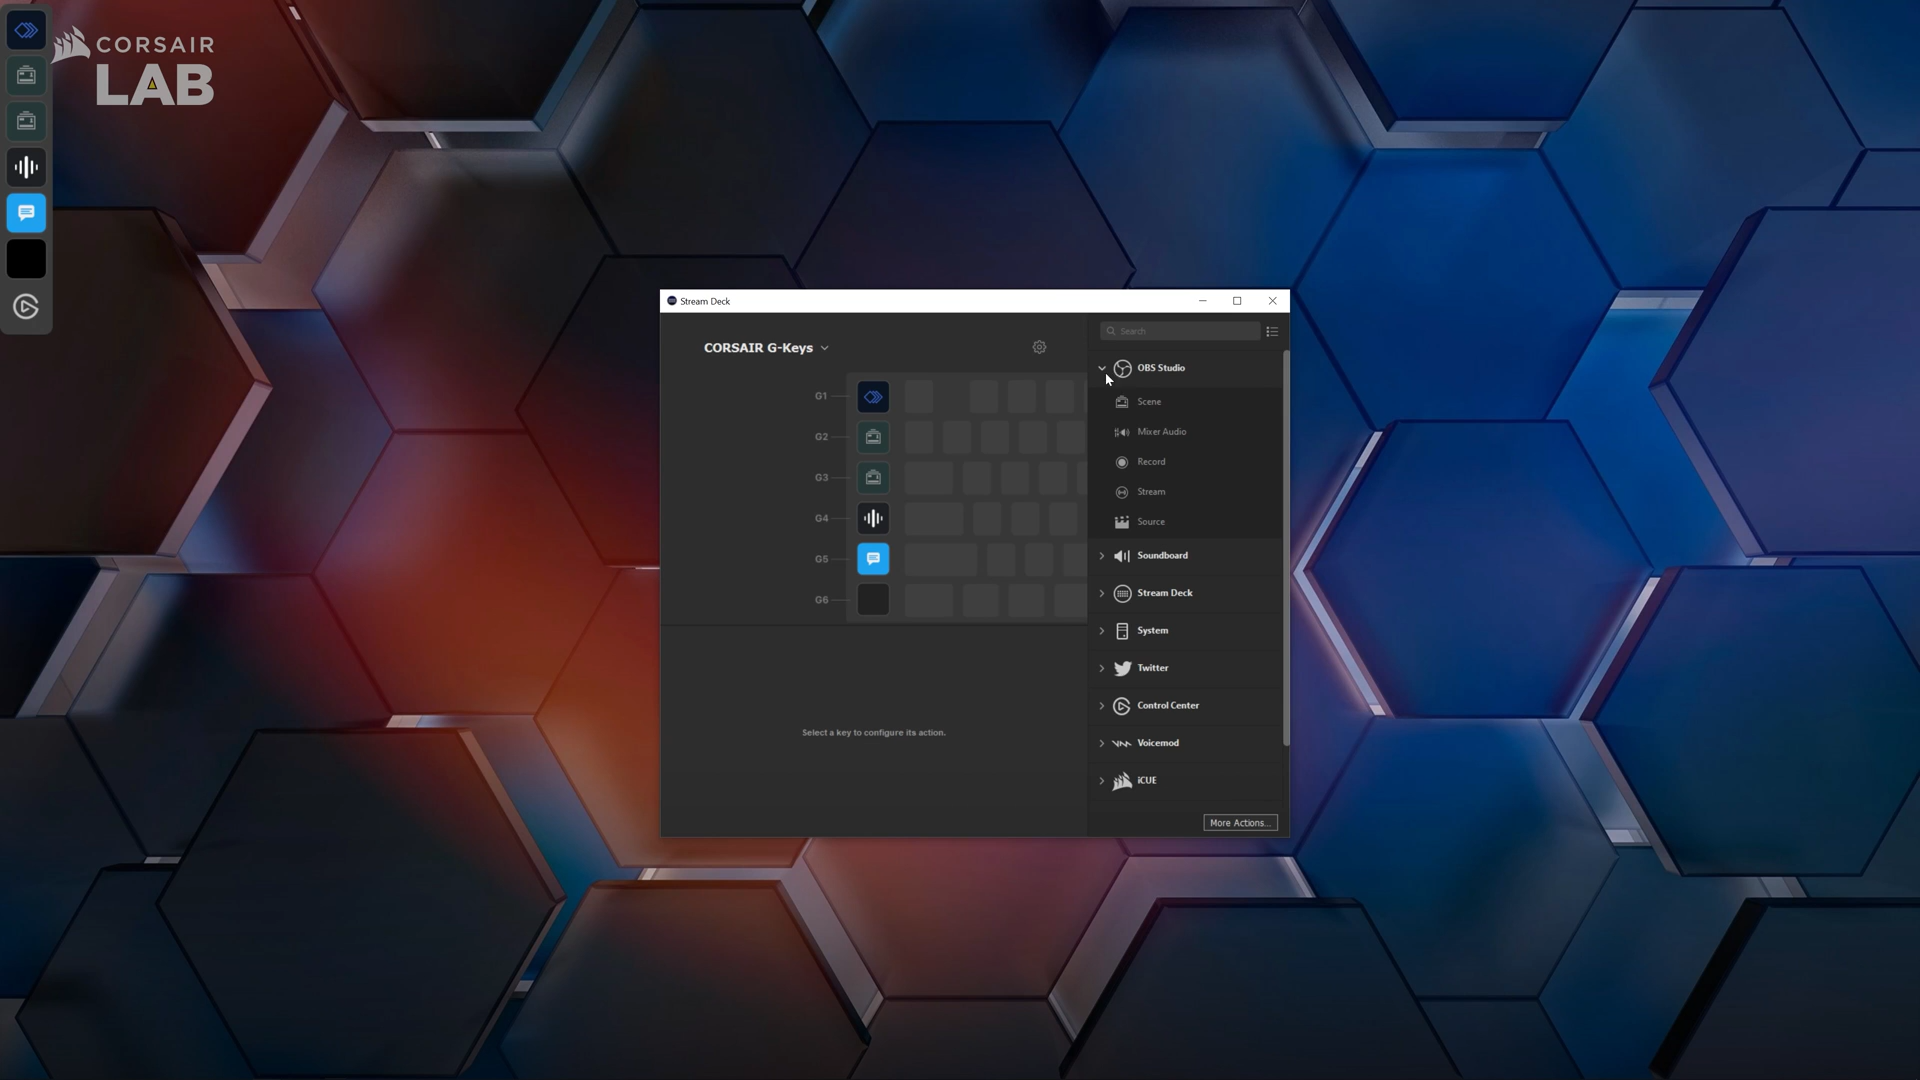 CORSAIR
LAB
Stream Deck
CORSAIR G-Keys
G1
G2
G3
G4
G5
G6
Select a key to configure its action.
Search
OBS Studio
Scene
Mixer Audio
Record
Stream
Source
Soundboard
Stream Deck
System
Twitter
Control Center
Voicemod
iCUE
More Actions...